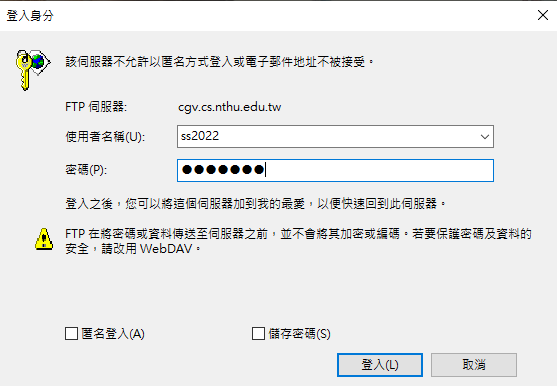 登入身分
該伺服器不允許以匿名方式登入或電子郵件地址不被接受。
FTP 伺服器: cgv.cs.nthu.edu.tw
使用者名稱(U): ss2022
密碼(P): ●●●●●●●
登入之後，您可以將這個伺服器加到我的最愛，以便快速回到此伺服器。
FTP 在將密碼或資料傳送至伺服器之前，並不會將其加密或編碼。若要保護密碼及資料的
安全，請改用 WebDAV。
匿名登入(A) 儲存密碼(S)
登入(L) 取消